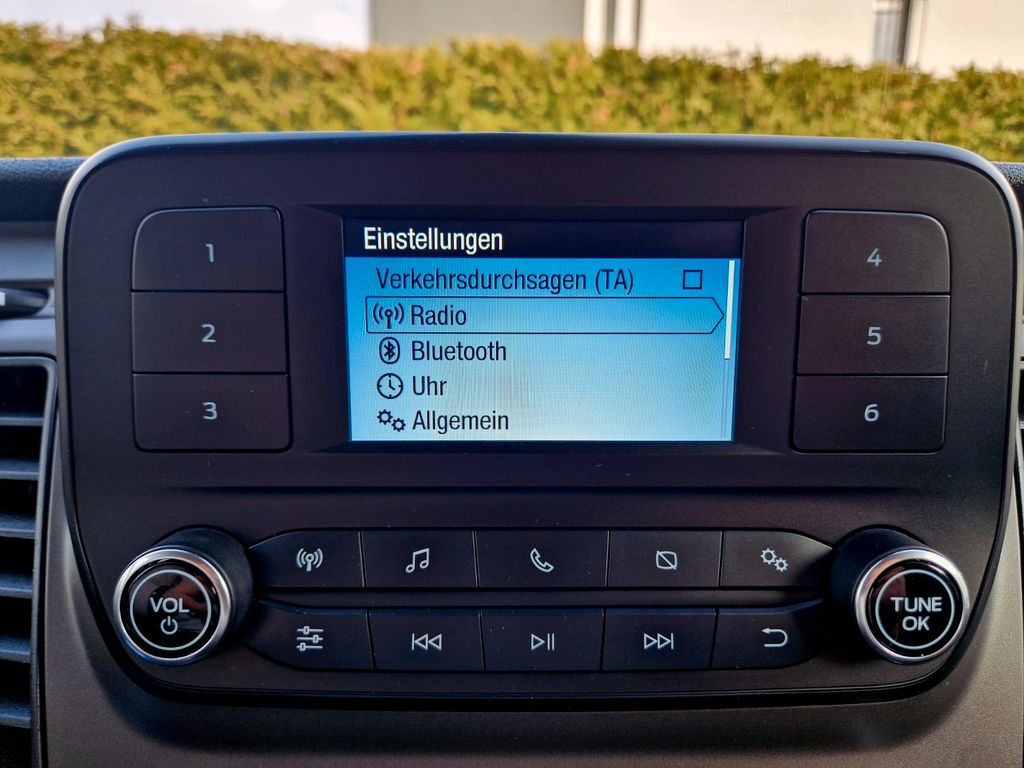 Einstellungen
Verkehrsdurchsagen (TA)
Radio
Bluetooth
Uhr
Allgemein
1
2
3
4
5
6
VOL
TUNE
OK